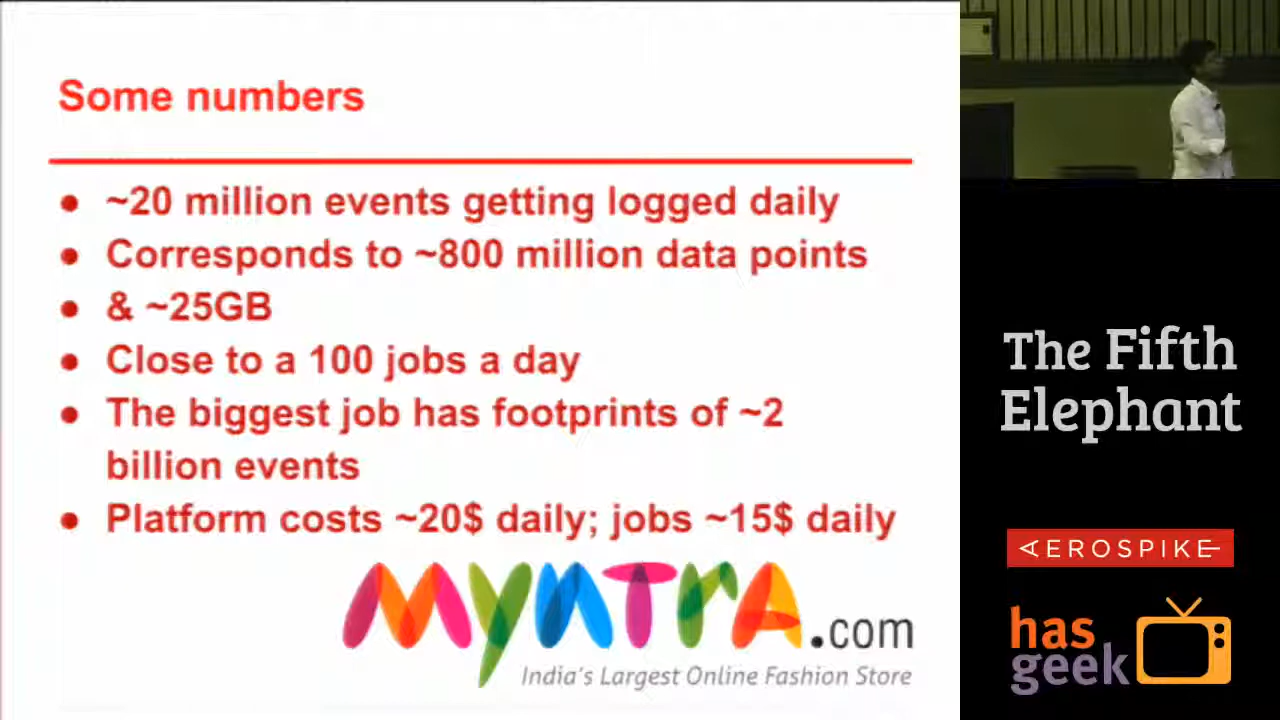 Some numbers
● ~20 million events getting logged daily
● Corresponds to ~800 million data points
● & ~25GB
● Close to a 100 jobs a day
● The biggest job has footprints of ~2
billion events
● Platform costs ~20$ daily; jobs ~15$ daily
Myntra.com
India's Largest Online Fashion Store
The Fifth
Elephant
AEROSPIKE
has
geek